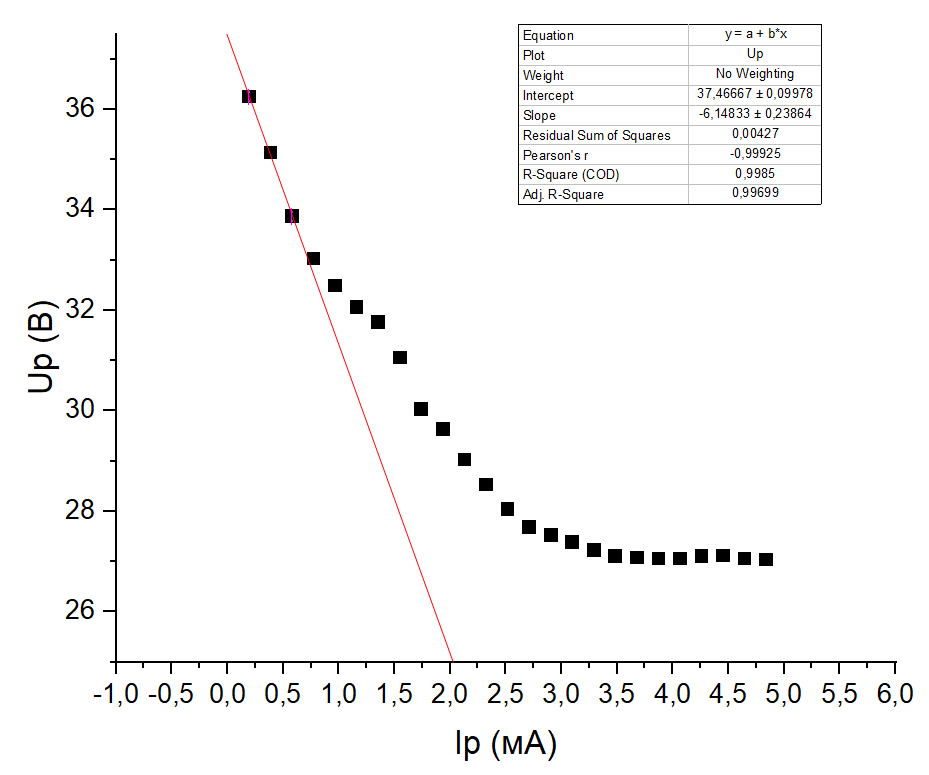 Equation y = a + b*x
Plot Up
Weight No Weighting
Intercept 37,46667 ± 0,09978
Slope -6,14833 ± 0,23864
Residual Sum of Squares 0,00427
Pearson's r -0,99925
R-Square (COD) 0,9985
Adj. R-Square 0,99699
36
34
32
30
28
26
Up (В)
-1,0 -0,5 0,0 0,5 1,0 1,5 2,0 2,5 3,0 3,5 4,0 4,5 5,0 5,5 6,0
Ip (мА)